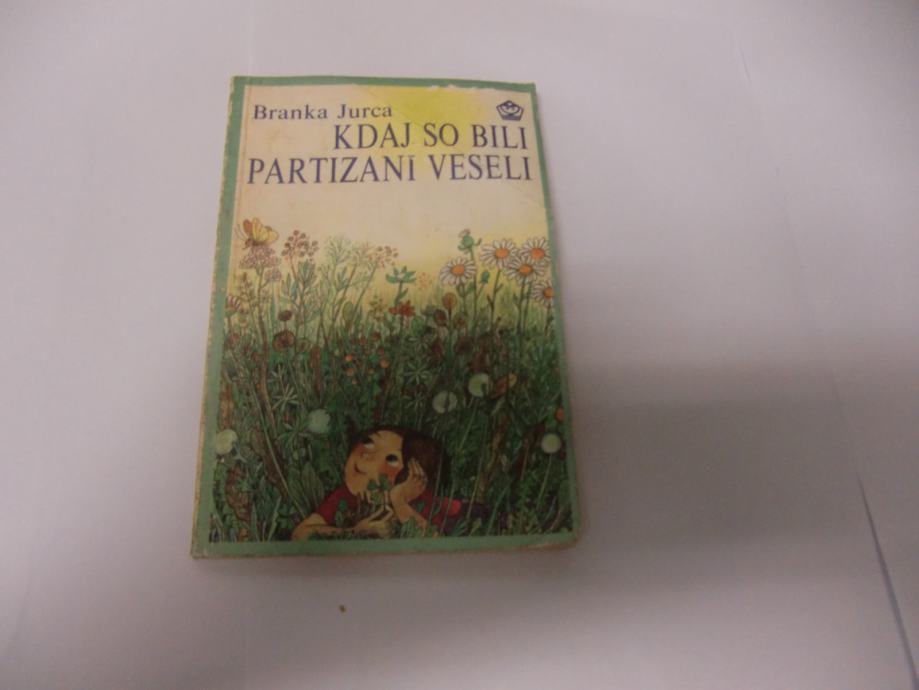 Branka Jurca
KDAJ SO BILI
PARTIZANI VESELI